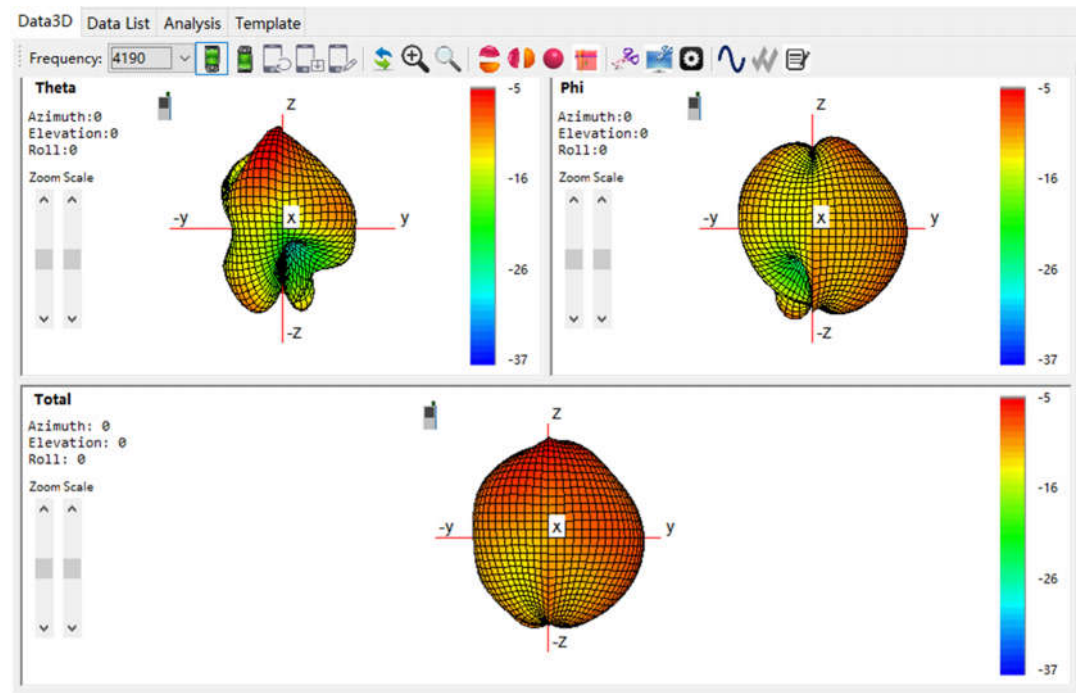 Data3D Data List Analysis Template
Frequency: 4190
Theta
Azimuth:0
Elevation:0
Roll:0
Zoom Scale
Z
-y
X
y
-Z
-5
-16
-26
-37
Phi
Azimuth:0
Elevation:0
Roll:0
Zoom Scale
Z
-y
X
y
-Z
-5
-16
-26
-37
Total
Azimuth: 0
Elevation: 0
Roll: 0
Zoom Scale
Z
-y
X
y
-Z
-5
-16
-26
-37